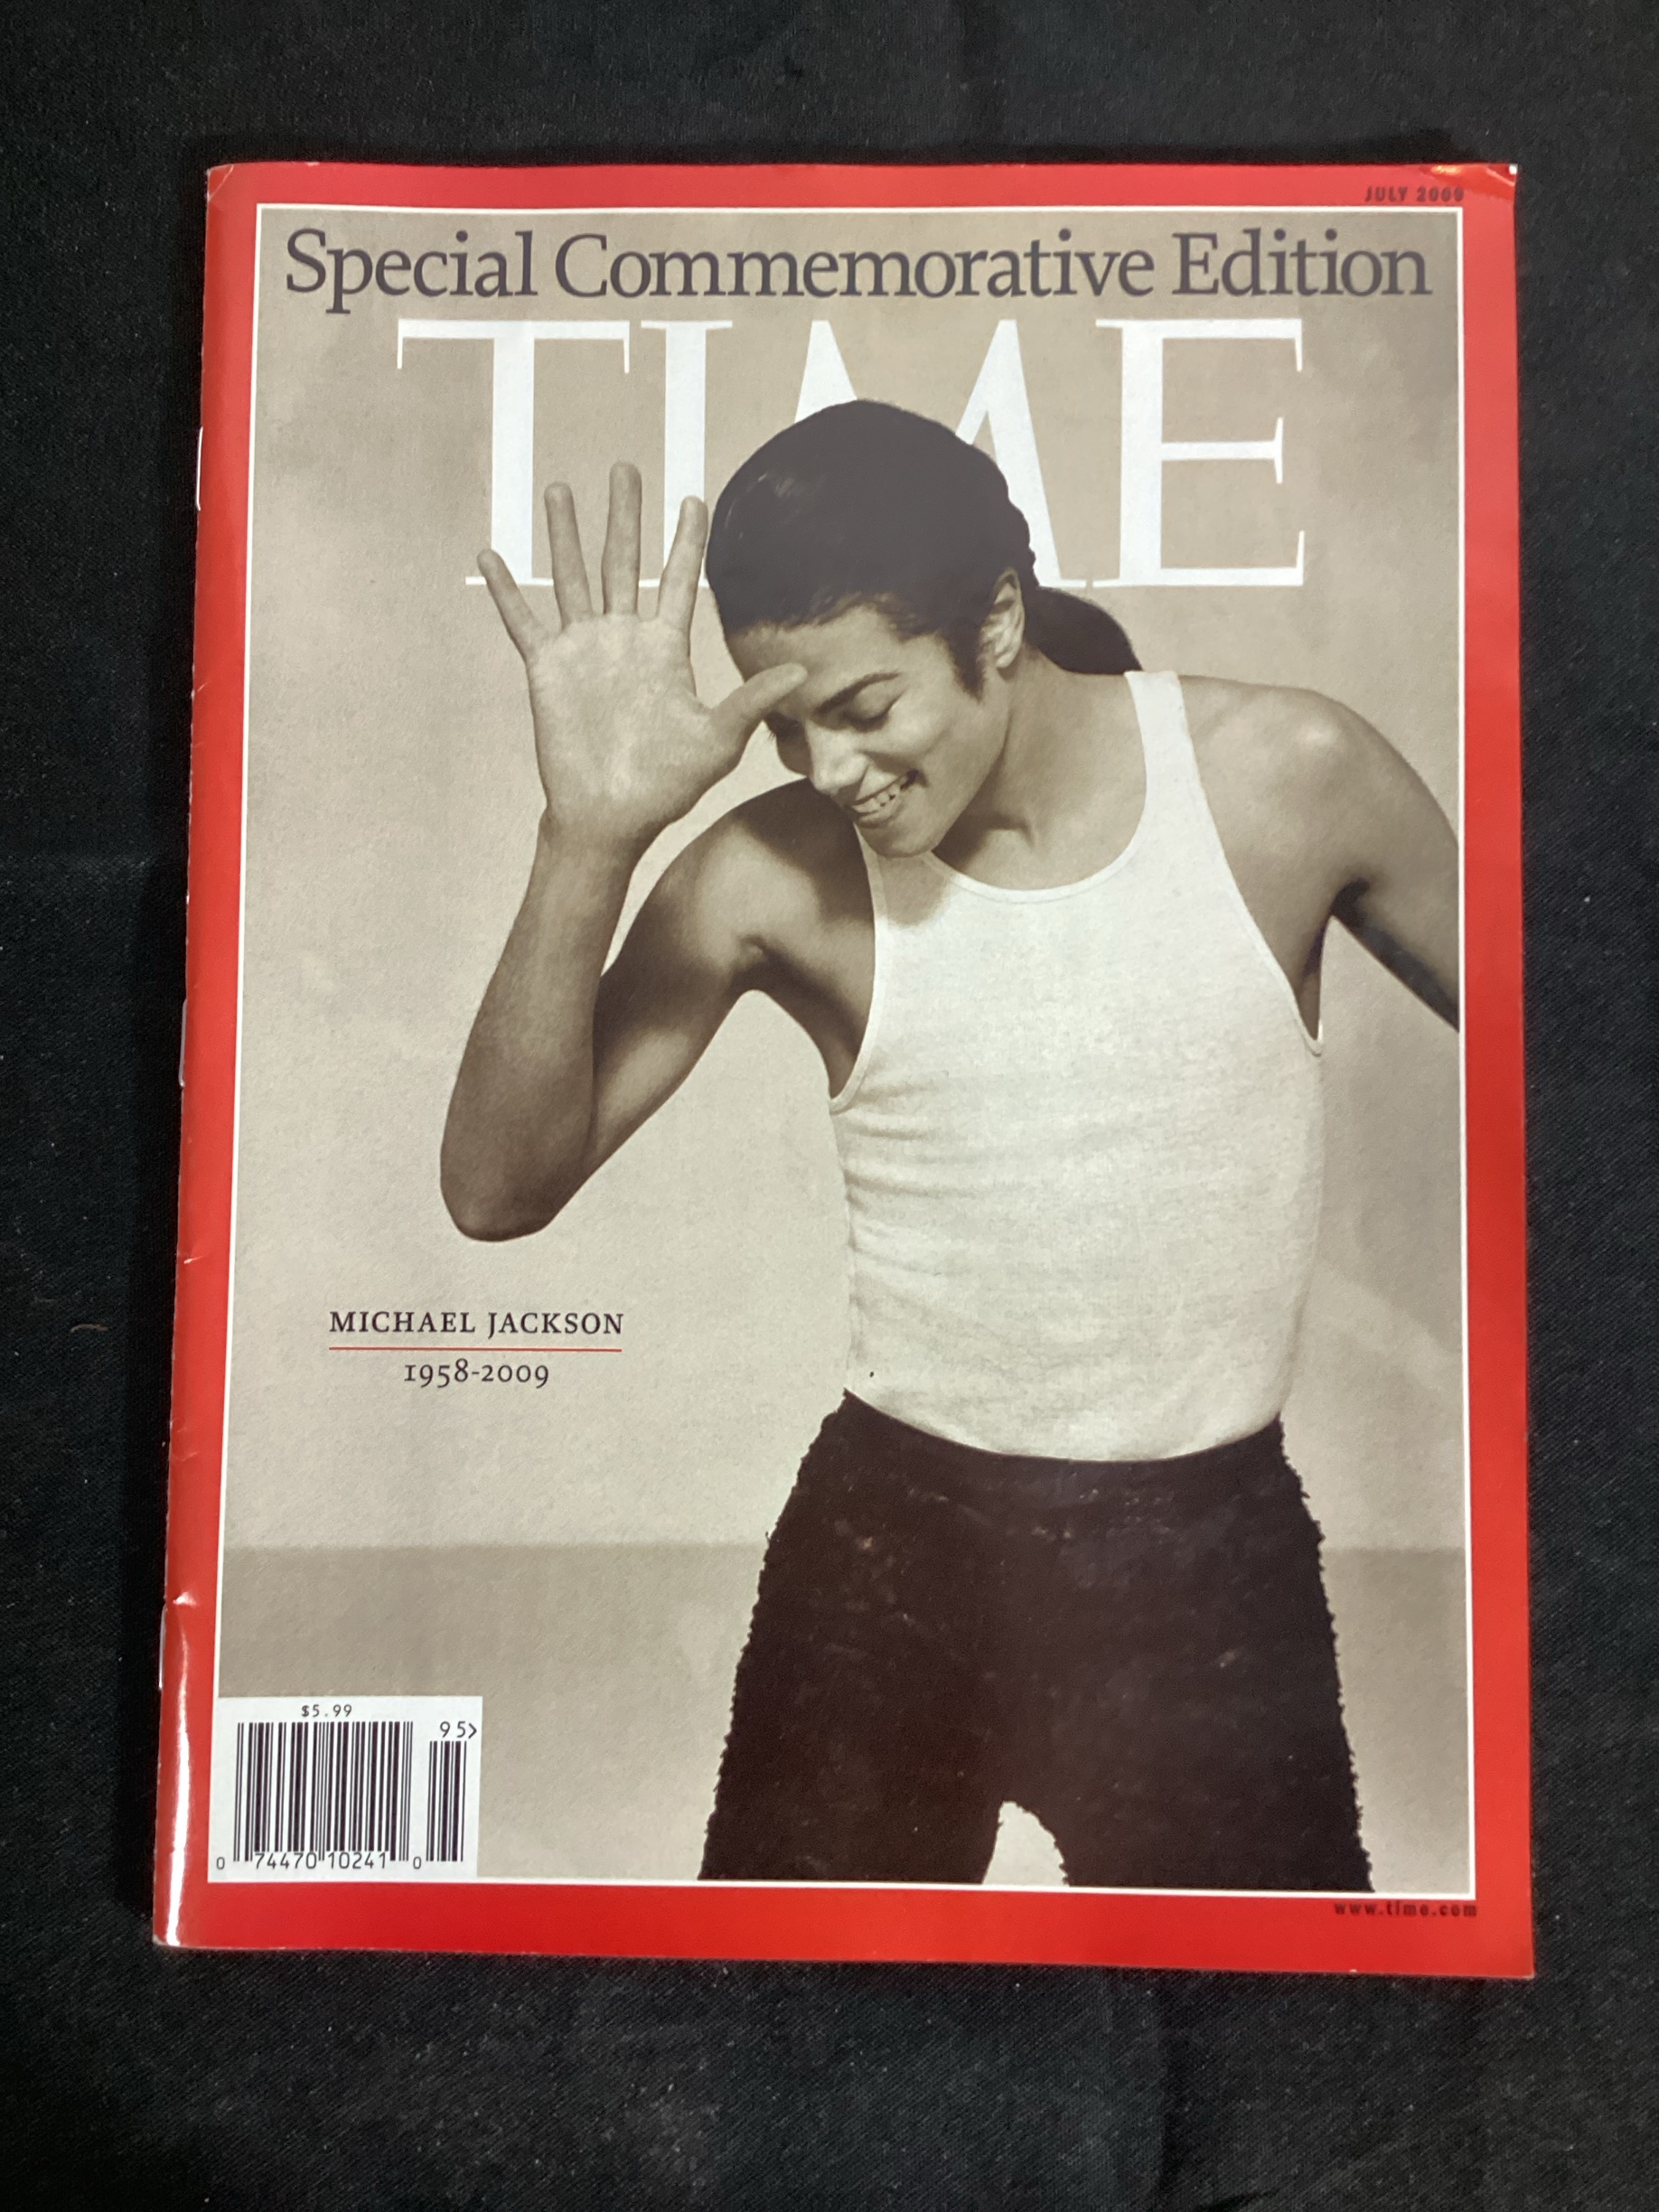 JULY 2009
Special Commemorative Edition
TIME
MICHAEL JACKSON
1958-2009
$5.99
95>
0 74470 10241 0
www.time.com